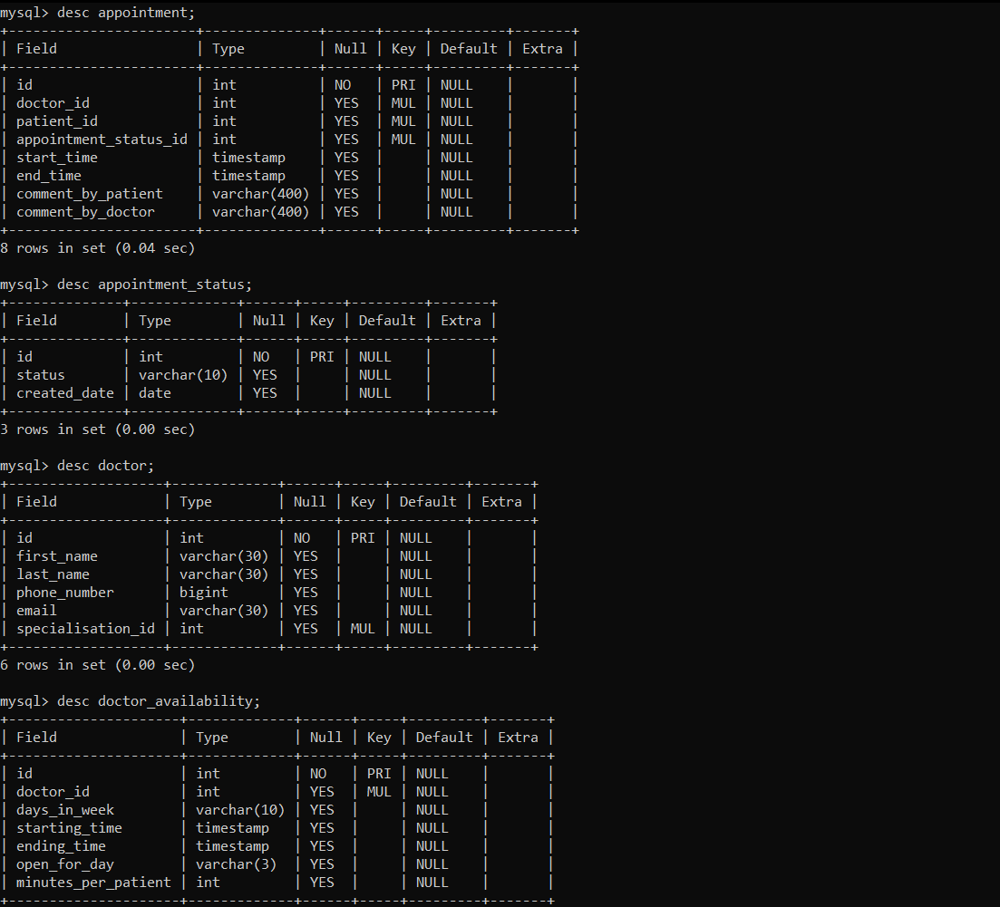 mysql> desc appointment;
+-----------------------+--------------+------+-----+---------+-------+
| Field                 | Type         | Null | Key | Default | Extra |
+-----------------------+--------------+------+-----+---------+-------+
| id                    | int          | NO   | PRI | NULL    |       |
| doctor_id             | int          | YES  | MUL | NULL    |       |
| patient_id            | int          | YES  | MUL | NULL    |       |
| appointment_status_id | int          | YES  | MUL | NULL    |       |
| start_time            | timestamp    | YES  |     | NULL    |       |
| end_time              | timestamp    | YES  |     | NULL    |       |
| comment_by_patient    | varchar(400) | YES  |     | NULL    |       |
| comment_by_doctor     | varchar(400) | YES  |     | NULL    |       |
+-----------------------+--------------+------+-----+---------+-------+
8 rows in set (0.04 sec)

mysql> desc appointment_status;
+--------------+-------------+------+-----+---------+-------+
| Field        | Type        | Null | Key | Default | Extra |
+--------------+-------------+------+-----+---------+-------+
| id           | int         | NO   | PRI | NULL    |       |
| status       | varchar(10) | YES  |     | NULL    |       |
| created_date | date        | YES  |     | NULL    |       |
+--------------+-------------+------+-----+---------+-------+
3 rows in set (0.00 sec)

mysql> desc doctor;
+-------------------+-------------+------+-----+---------+-------+
| Field             | Type        | Null | Key | Default | Extra |
+-------------------+-------------+------+-----+---------+-------+
| id                | int         | NO   | PRI | NULL    |       |
| first_name        | varchar(30) | YES  |     | NULL    |       |
| last_name         | varchar(30) | YES  |     | NULL    |       |
| phone_number      | bigint      | YES  |     | NULL    |       |
| email             | varchar(30) | YES  |     | NULL    |       |
| specialisation_id | int         | YES  | MUL | NULL    |       |
+-------------------+-------------+------+-----+---------+-------+
6 rows in set (0.00 sec)

mysql> desc doctor_availability;
+---------------------+-------------+------+-----+---------+-------+
| Field               | Type        | Null | Key | Default | Extra |
+---------------------+-------------+------+-----+---------+-------+
| id                  | int         | NO   | PRI | NULL    |       |
| doctor_id           | int         | YES  | MUL | NULL    |       |
| days_in_week        | varchar(10) | YES  |     | NULL    |       |
| starting_time       | timestamp   | YES  |     | NULL    |       |
| ending_time         | timestamp   | YES  |     | NULL    |       |
| open_for_day        | varchar(3)  | YES  |     | NULL    |       |
| minutes_per_patient | int         | YES  |     | NULL    |       |
+---------------------+-------------+------+-----+---------+-------+